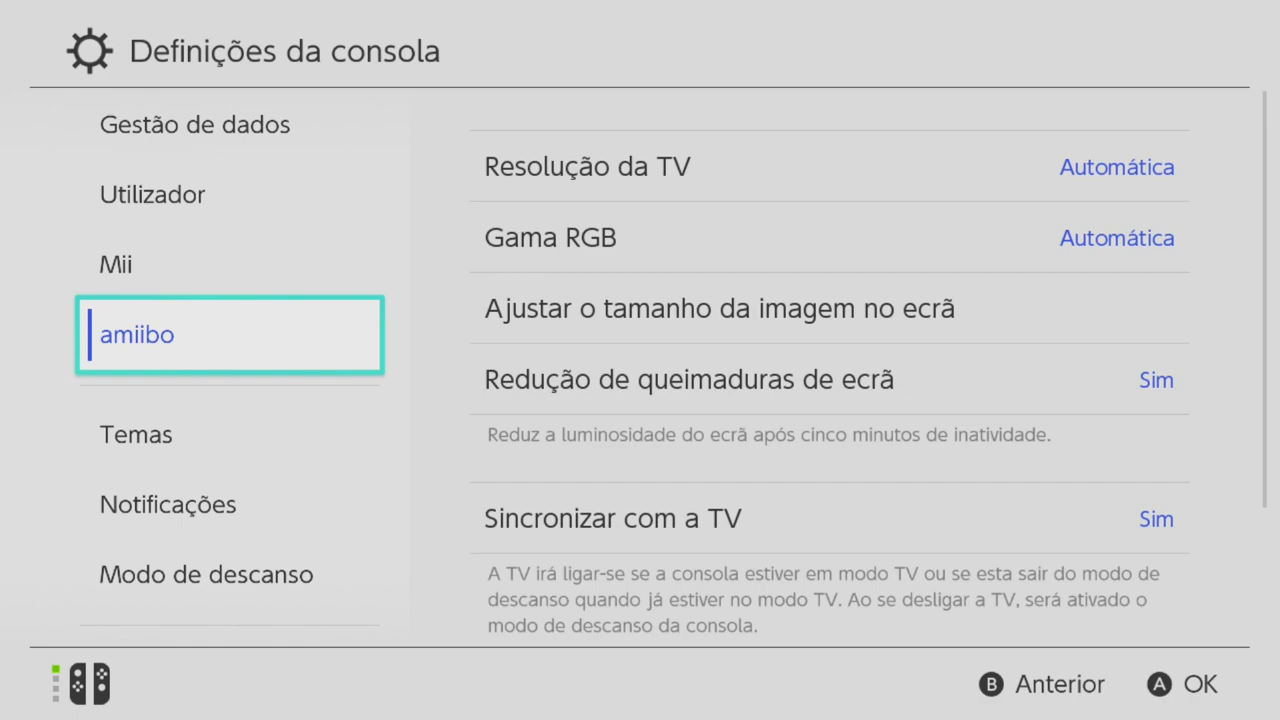 Definições da consola
Gestão de dados
Utilizador
Mii
amiibo
Temas
Notificações
Modo de descanso
Resolução da TV
Automática
Gama RGB
Automática
Ajustar o tamanho da imagem no ecrã
Redução de queimaduras de ecrã
Sim
Reduz a luminosidade do ecrã após cinco minutos de inatividade.
Sincronizar com a TV
Sim
A TV irá ligar-se se a consola estiver em modo TV ou se esta sair do modo de
descanso quando já estiver no modo TV. Ao se desligar a TV, será ativado o
modo de descanso da consola.
B Anterior
A OK